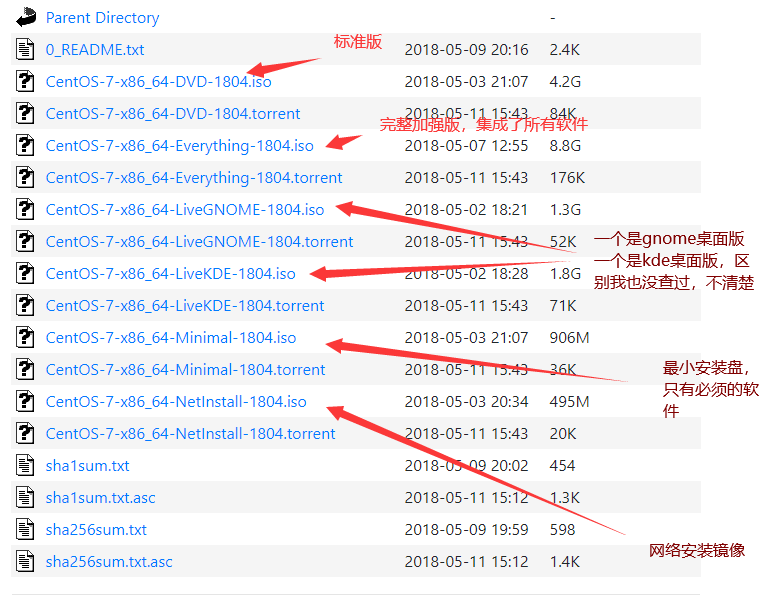 Parent Directory -
标准版
0_README.txt 2018-05-09 20:16 2.4K
CentOS-7-x86_64-DVD-1804.iso 2018-05-03 21:07 4.2G
CentOS-7-x86_64-DVD-1804.torrent 2018-05-11 15:43 84K
完整加强版，集成了所有软件
CentOS-7-x86_64-Everything-1804.iso 2018-05-07 12:55 8.8G
CentOS-7-x86_64-Everything-1804.torrent 2018-05-11 15:43 176K
CentOS-7-x86_64-LiveGNOME-1804.iso 2018-05-02 18:21 1.3G
CentOS-7-x86_64-LiveGNOME-1804.torrent 2018-05-11 15:43 52K
一个是gnome桌面版
一个是kde桌面版，区
别我也没查过，不清楚
CentOS-7-x86_64-LiveKDE-1804.iso 2018-05-02 18:28 1.8G
CentOS-7-x86_64-LiveKDE-1804.torrent 2018-05-11 15:43 71K
CentOS-7-x86_64-Minimal-1804.iso 2018-05-03 21:07 906M
CentOS-7-x86_64-Minimal-1804.torrent 2018-05-11 15:43 36K
最小安装盘，
只有必须的软
件
CentOS-7-x86_64-NetInstall-1804.iso 2018-05-03 20:34 495M
CentOS-7-x86_64-NetInstall-1804.torrent 2018-05-11 15:43 20K
sha1sum.txt 2018-05-09 20:02 454
sha1sum.txt.asc 2018-05-11 15:12 1.3K
sha256sum.txt 2018-05-09 19:59 598
网络安装镜像
sha256sum.txt.asc 2018-05-11 15:12 1.4K